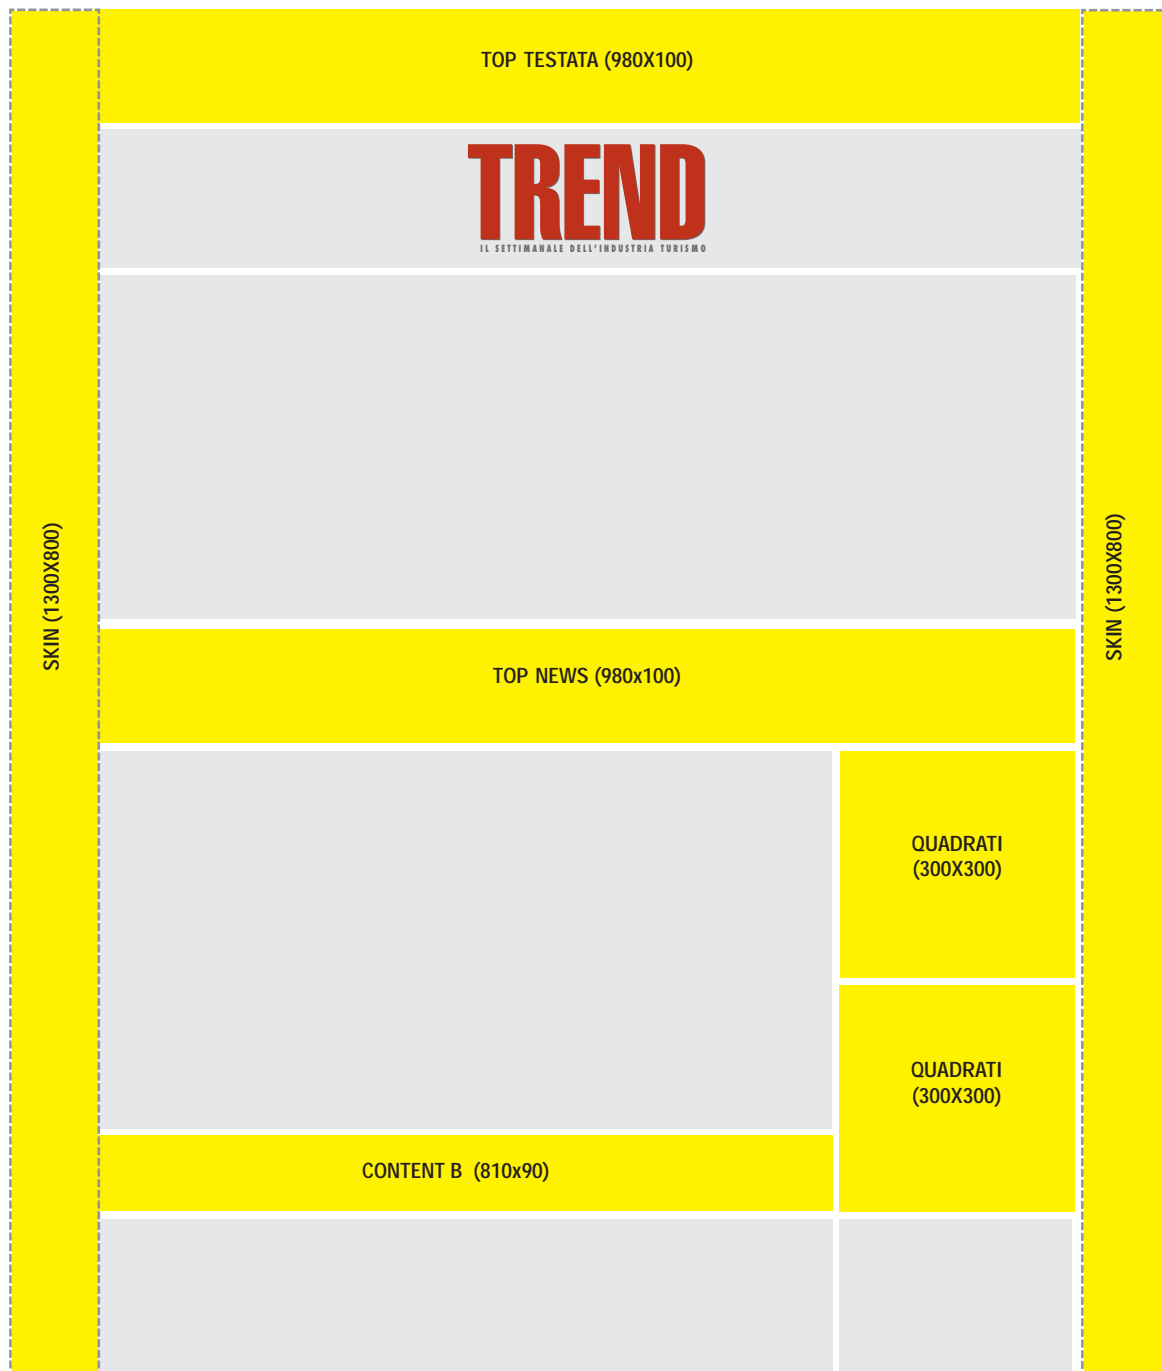 TOP TESTATA (980X100)
TREND
IL SETTIMANALE DELL'INDUSTRIA TURISMO
SKIN (1300X800)
SKIN (1300X800)
TOP NEWS (980x100)
QUADRATI
(300X300)
QUADRATI
(300X300)
CONTENT B (810x90)